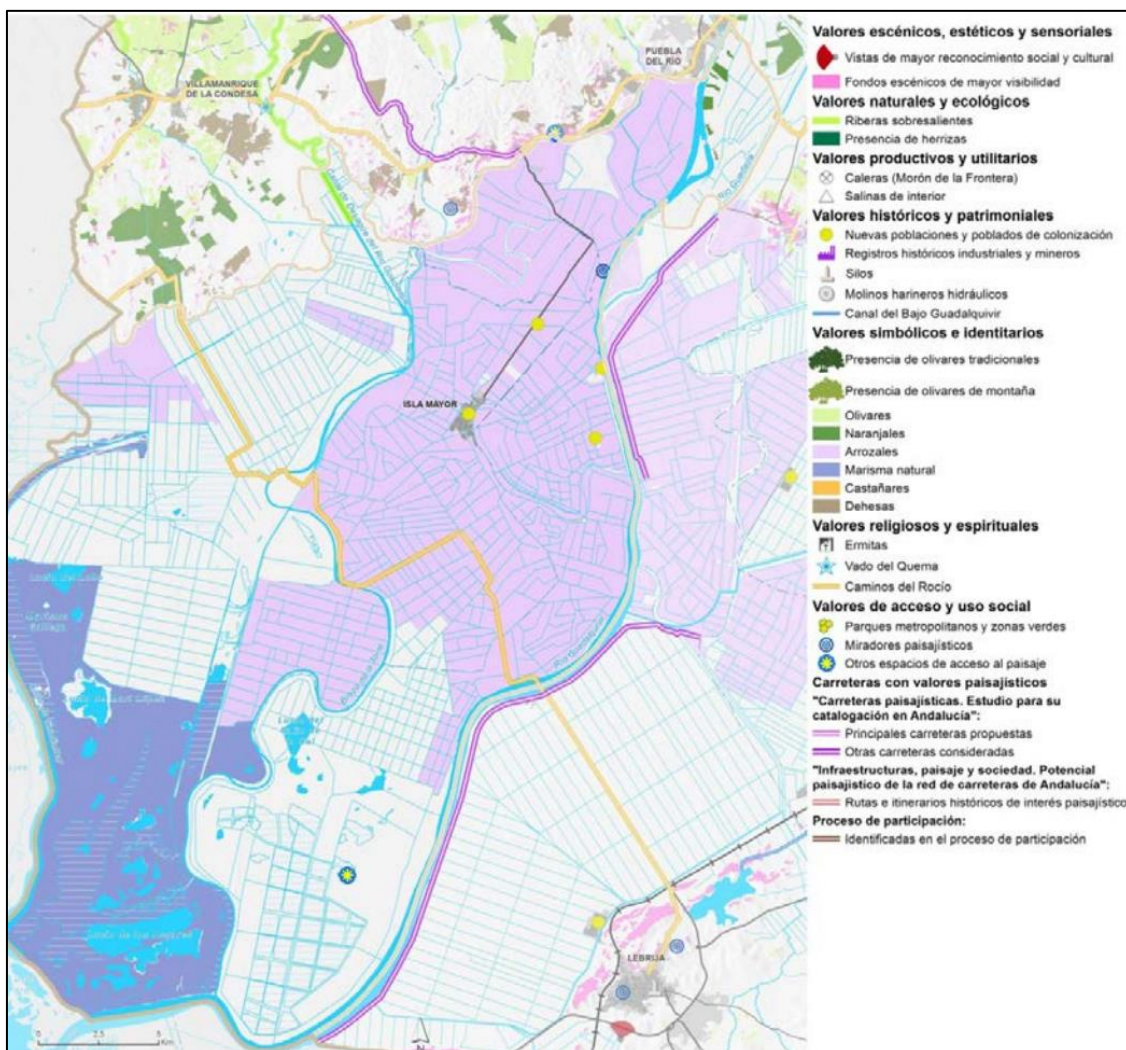 VILLAMANRIQUE
DE LA CONDESA
PUEBLA
DEL RÍO
ISLA MAYOR
Río Guadalquivir
LEBRIJA
0 2,5 5
Km
Valores escénicos, estéticos y sensoriales
Vistas de mayor reconocimiento social y cultural
Fondos escénicos de mayor visibilidad
Valores naturales y ecológicos
Riberas sobresalientes
Presencia de herrizas
Valores productivos y utilitarios
Caleras (Morón de la Frontera)
Salinas de interior
Valores históricos y patrimoniales
Nuevas poblaciones y poblados de colonización
Registros históricos industriales y mineros
Silos
Molinos harineros hidráulicos
Canal del Bajo Guadalquivir
Valores simbólicos e identitarios
Presencia de olivares tradicionales
Presencia de olivares de montaña
Olivares
Naranjales
Arrozales
Marisma natural
Castañares
Dehesas
Valores religiosos y espirituales
Ermitas
Vado del Quema
Caminos del Rocío
Valores de acceso y uso social
Parques metropolitanos y zonas verdes
Miradores paisajísticos
Otros espacios de acceso al paisaje
Carreteras con valores paisajísticos
"Carreteras paisajísticas. Estudio para su
catalogación en Andalucía":
Principales carreteras propuestas
Otras carreteras consideradas
"Infraestructuras, paisaje y sociedad. Potencial
paisajístico de la red de carreteras de Andalucía":
Rutas e itinerarios históricos de interés paisajístico
Proceso de participación:
Identificadas en el proceso de participación